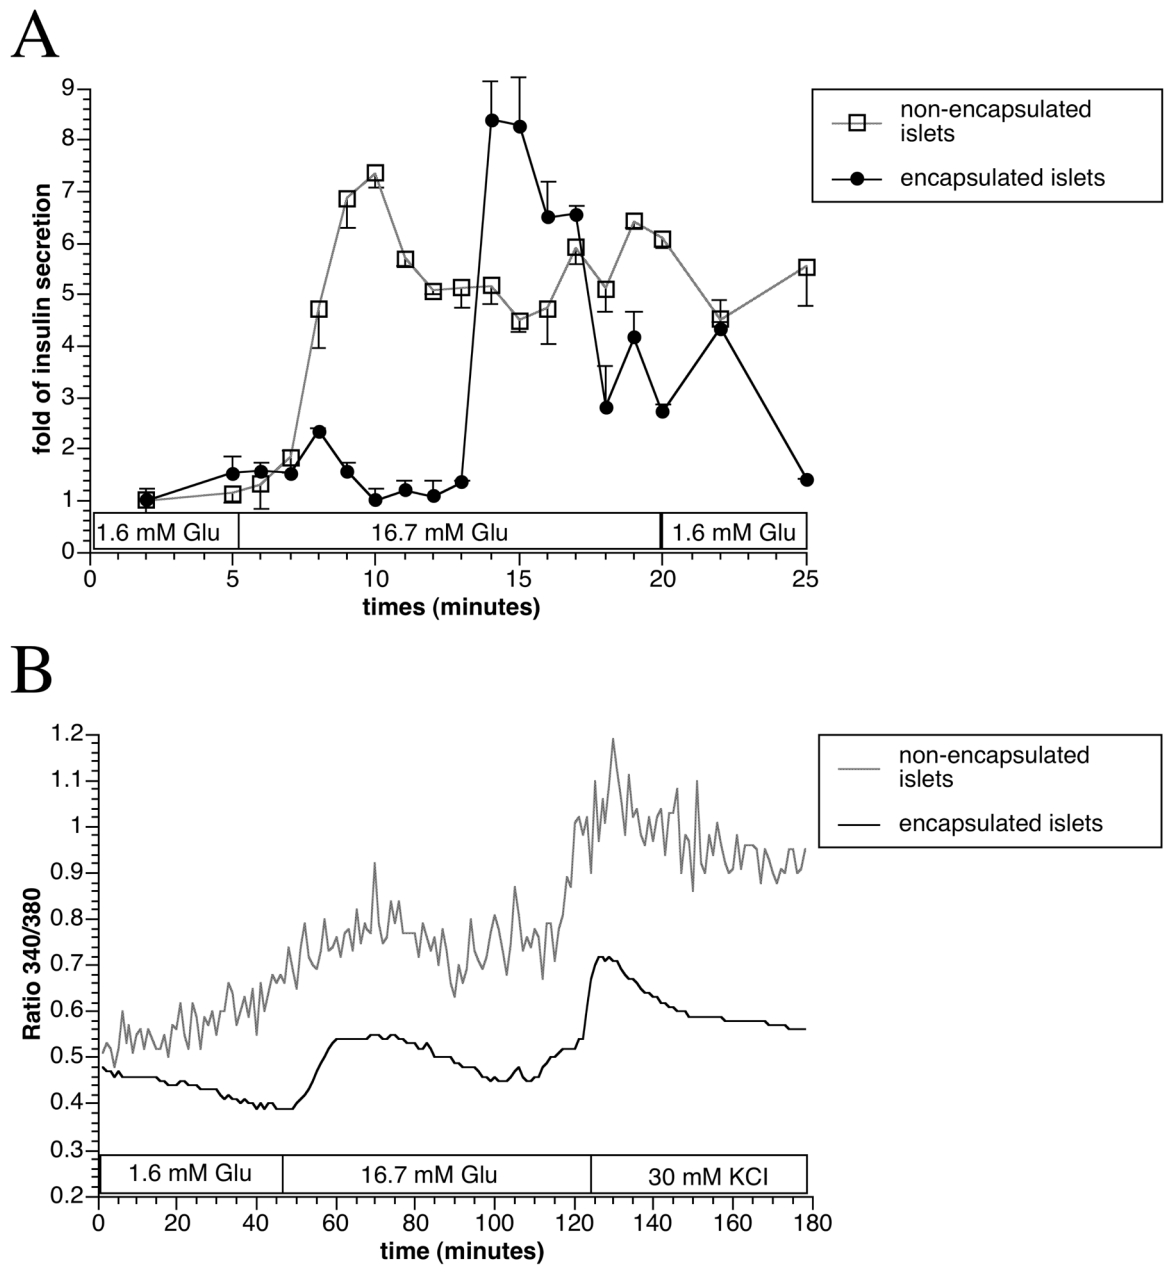 A
9
8
7
6
5
4
3
2
1
0
fold of insulin secretion
non-encapsulated
islets
encapsulated islets
1.6 mM Glu
16.7 mM Glu
1.6 mM Glu
0 5 10 15 20 25
times (minutes)
B
1.2
1.1
1
0.9
0.8
0.7
0.6
0.5
0.4
0.3
0.2
Ratio 340/380
non-encapsulated
islets
encapsulated islets
1.6 mM Glu
16.7 mM Glu
30 mM KCl
0 20 40 60 80 100 120 140 160 180
time (minutes)